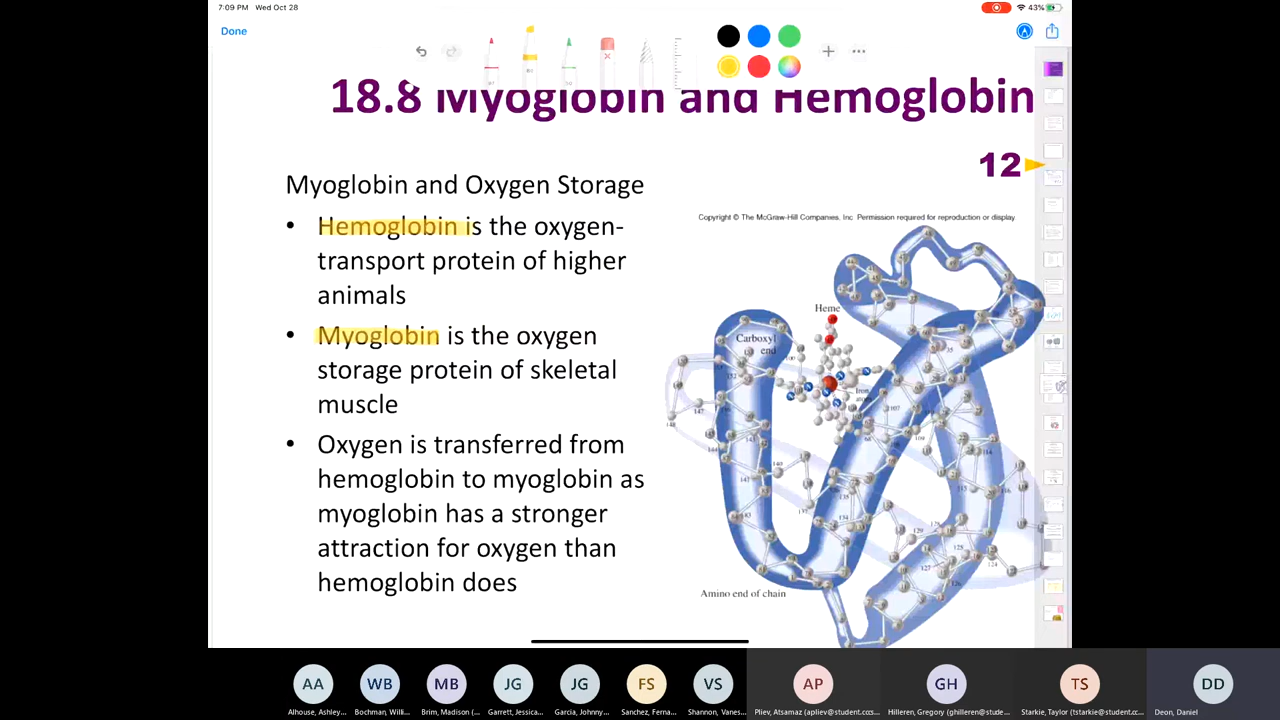 7:09 PM Wed Oct 28
43%
Done
18.8 Myoglobin and Hemoglobin
12
Myoglobin and Oxygen Storage
• Hemoglobin is the oxygen-
transport protein of higher
animals
• Myoglobin is the oxygen
storage protein of skeletal
muscle
• Oxygen is transferred from
hemoglobin to myoglobin as
myoglobin has a stronger
attraction for oxygen than
hemoglobin does
Copyright © The McGraw-Hill Companies, Inc Permission required for reproduction or display
Heme
Carboxyl
end
Iron
atom
Amino end of chain
AA WB MB JG JG FS VS AP GH TS DD
Alhouse, Ashley... Bochman, Willi... Brim, Madison (... Garrett, Jessica... Garcia, Johnny... Sanchez, Ferna... Shannon, Vanes... Pliev, Atsamaz (apliev@student.ccs... Hilleren, Gregory (ghilleren@stude... Starkie, Taylor (tstarkie@student.cc... Deon, Daniel